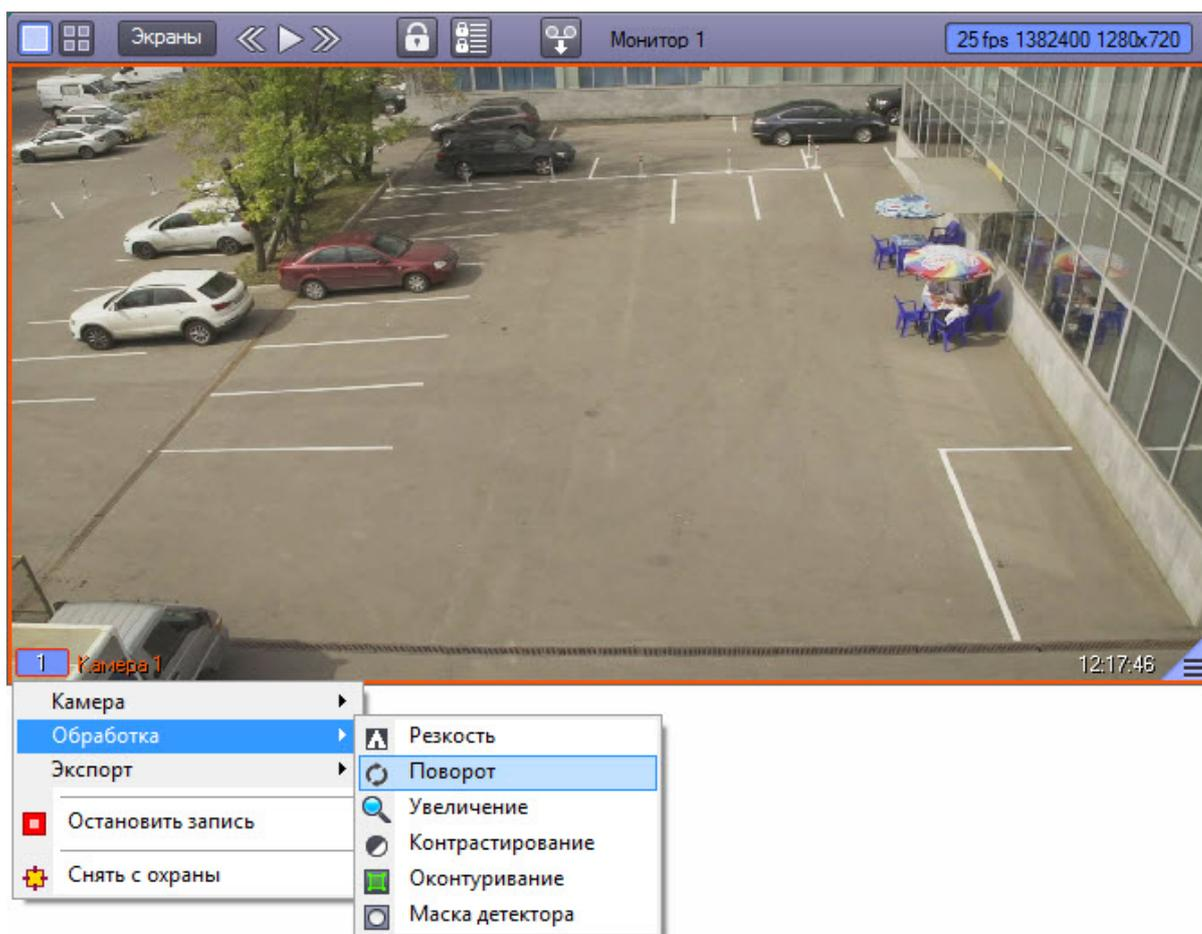 Экраны
Монитор 1
25 fps 1382400 1280x720
1 Камера 1
12:17:46
Камера
Обработка
Экспорт
Остановить запись
Снять с охраны
Резкость
Поворот
Увеличение
Контрастирование
Оконтуривание
Маска детектора